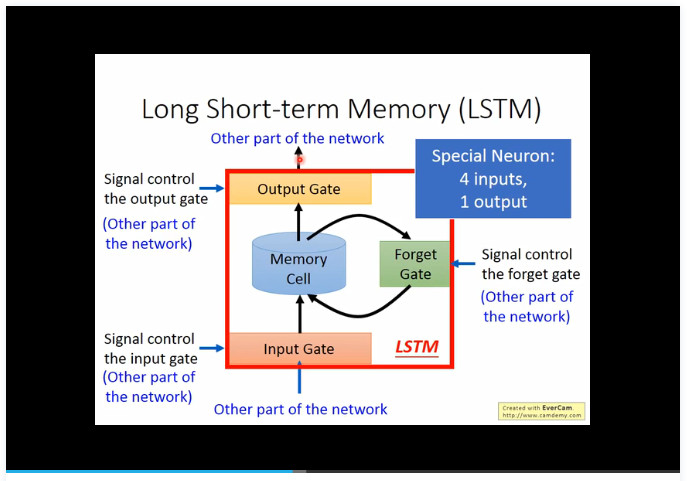 Long Short-term Memory (LSTM)
Other part of the network
Special Neuron:
4 inputs,
1 output
Signal control
the output gate
(Other part of
the network)
Output Gate
Memory
Cell
Forget
Gate
Signal control
the forget gate
(Other part of
the network)
Signal control
the input gate
(Other part of
the network)
Input Gate
LSTM
Other part of the network
Created with EverCam.
http://www.camdemy.com